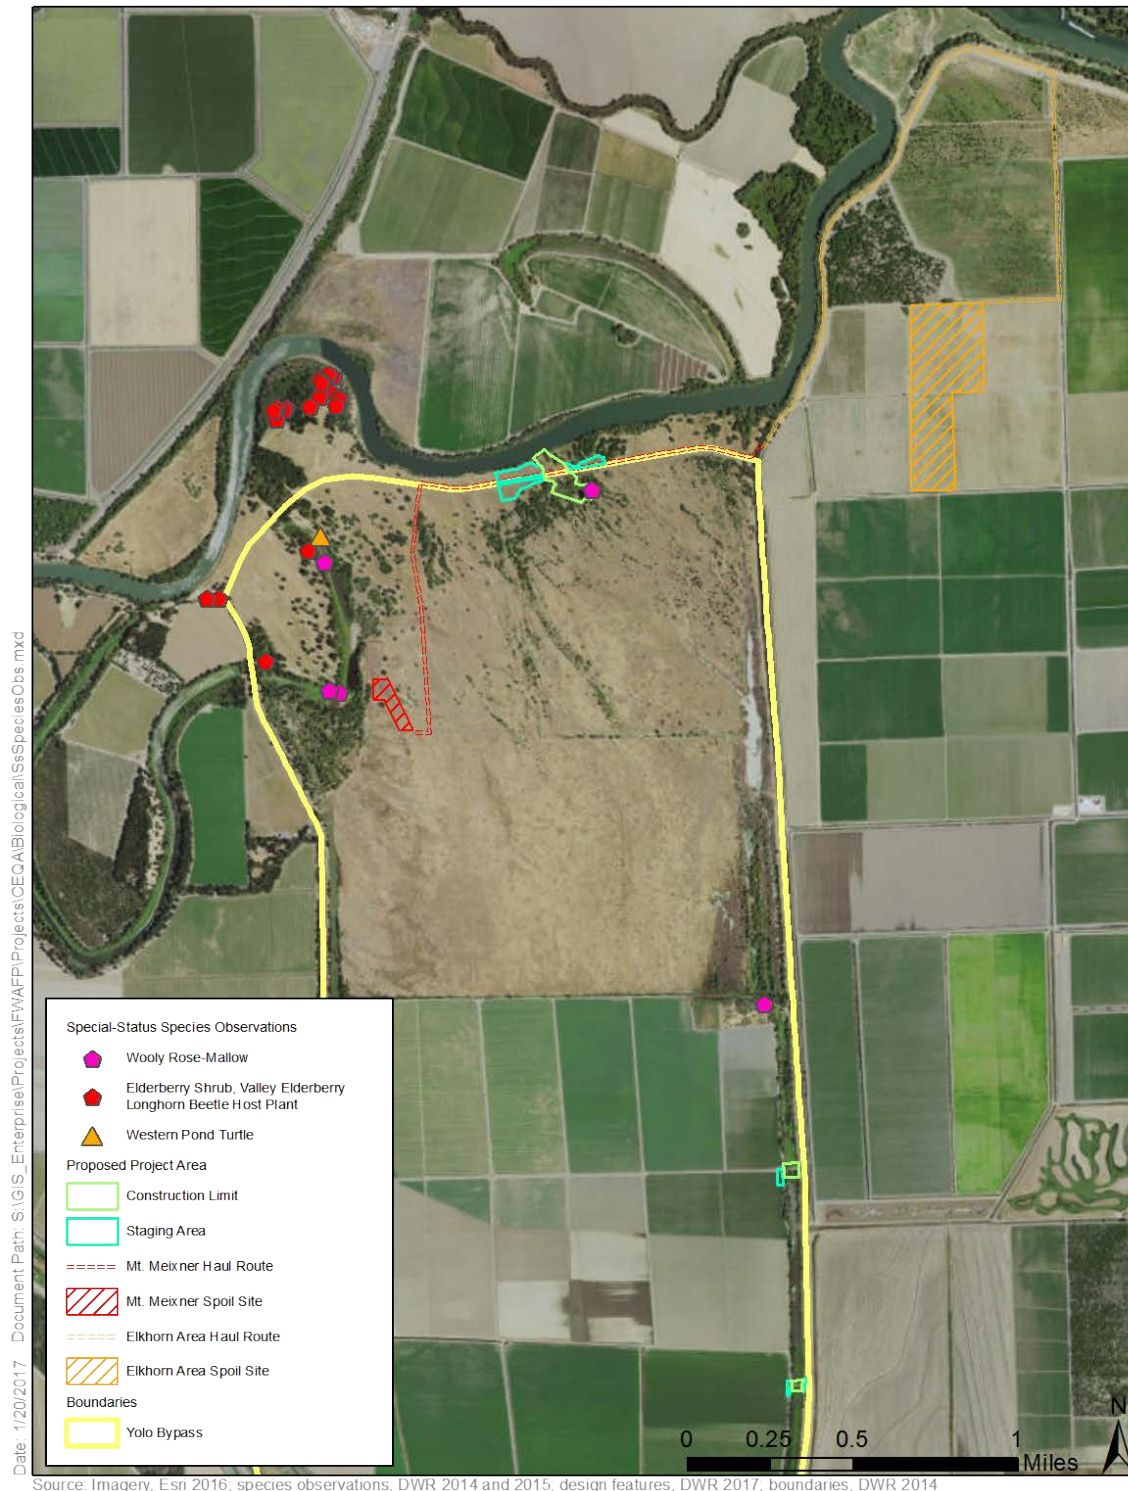 Special-Status Species Observations
Wooly Rose-Mallow
Elderberry Shrub, Valley Elderberry
Longhorn Beetle Host Plant
Western Pond Turtle
Proposed Project Area
Construction Limit
Staging Area
Mt. Meixner Haul Route
Mt. Meixner Spoil Site
Elkhorn Area Haul Route
Elkhorn Area Spoil Site
Boundaries
Yolo Bypass
N
0 0.25 0.5 1
Miles
Date: 1/20/2017 Document Path: S:\GIS_Enterprise\Projects\FWAFP\Projects\CEQA\Biological\SsSpeciesObs.mxd
Source: Imagery, Esri 2016; species observations, DWR 2014 and 2015; design features, DWR 2017; boundaries, DWR 2014